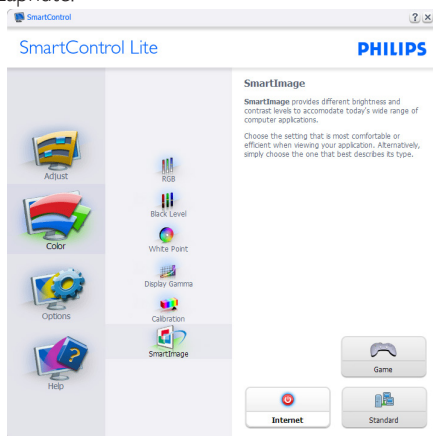 SmartControl
SmartControl Lite
PHILIPS
Adjust
Color
Options
Help
RGB
Black Level
White Point
Display Gamma
Calibration
SmartImage
SmartImage
SmartImage provides different brightness and
contrast levels to accomodate today's wide range of
computer applications.
Choose the setting that is most comfortable or
efficient when viewing your application. Alternatively,
simply choose the one that best describes its type.
Game
Internet
Standard